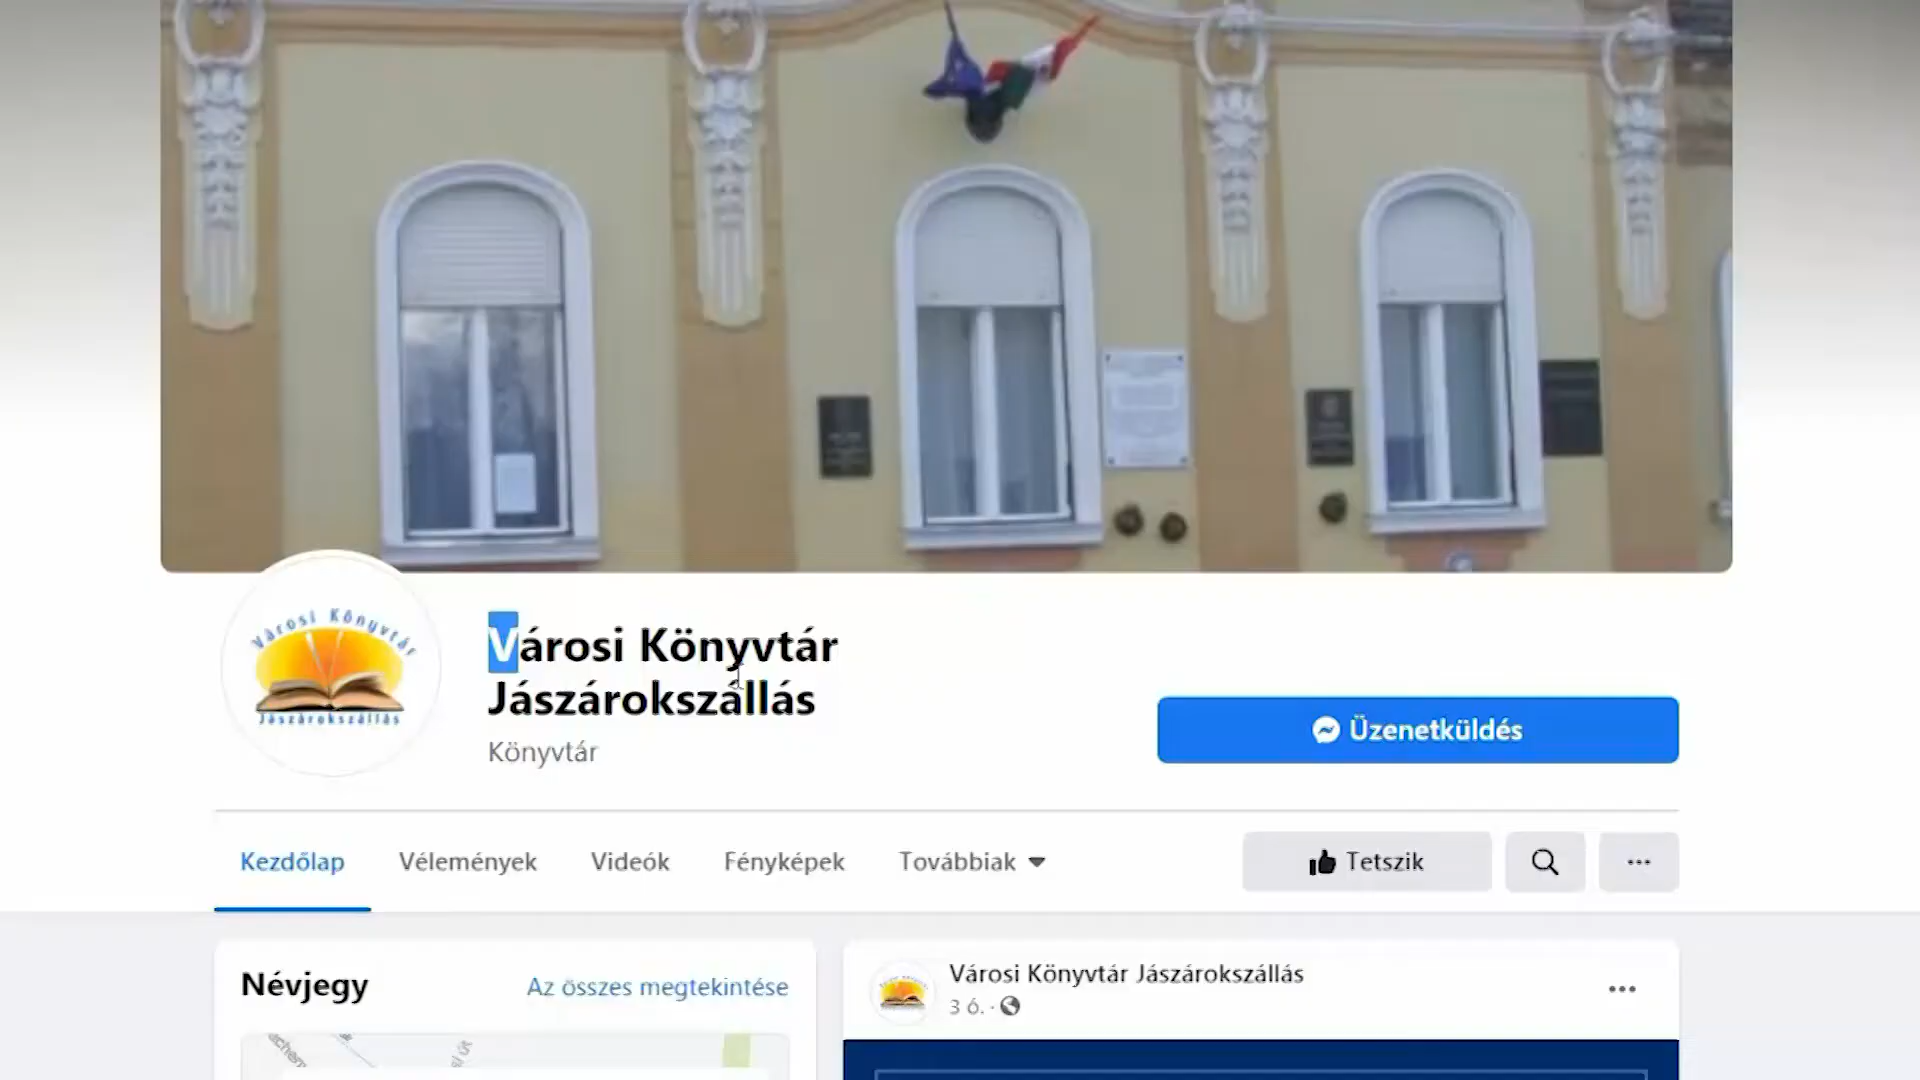 Városi Könyvtár
Jászárokszállás
Városi Könyvtár
Jászárokszállás
Könyvtár
Üzenetküldés
Kezdőlap
Vélemények
Videók
Fényképek
Továbbiak
Tetszik
Névjegy
Az összes megtekintése
Városi Könyvtár Jászárokszállás
3 ó. ·